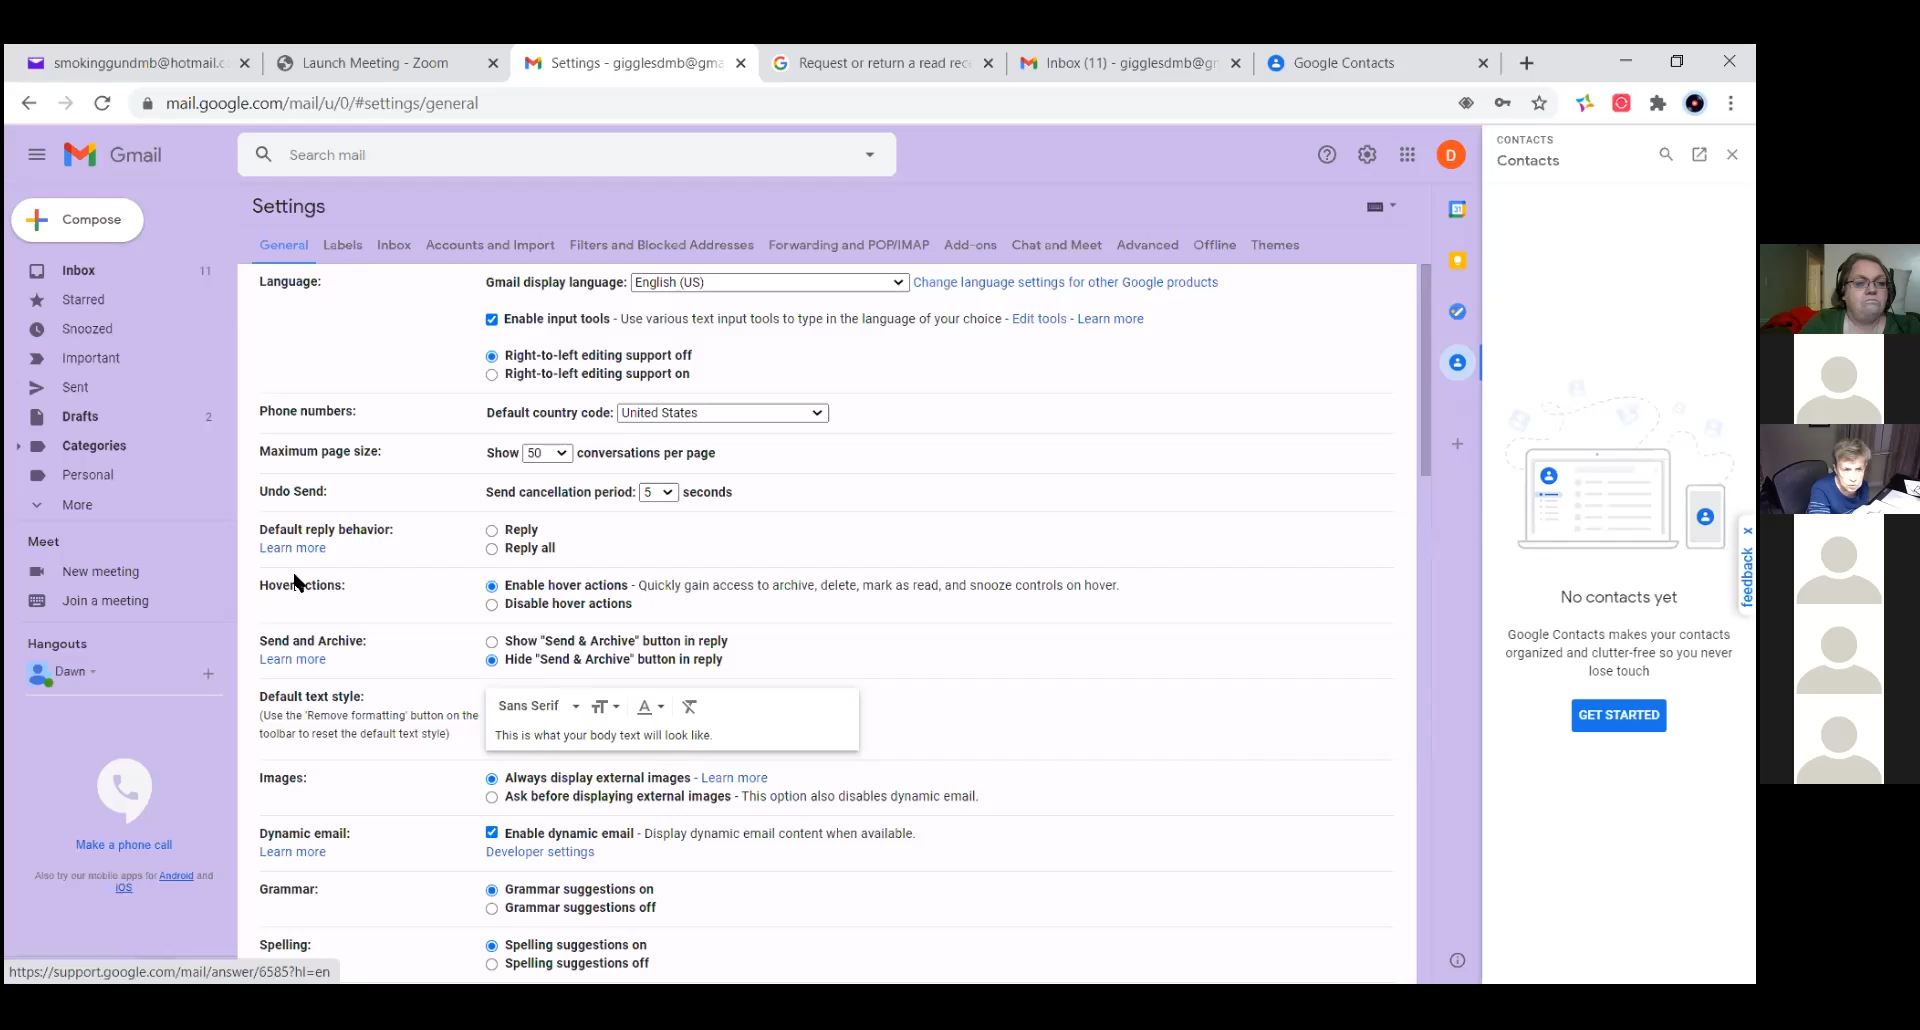 smokinggundmb@hotmail.c
Launch Meeting - Zoom
Settings - gigglesdmb@gma
Request or return a read rec
Inbox (11) - gigglesdmb@gm
Google Contacts
mail.google.com/mail/u/0/#settings/general
Gmail
Search mail
D
CONTACTS
Contacts
Compose
Inbox 11
Starred
Snoozed
Important
Sent
Drafts 2
Categories
Personal
More
Meet
New meeting
Join a meeting
Hangouts
Dawn
Make a phone call
Also try our mobile apps for Android and
iOS
Settings
General Labels Inbox Accounts and Import Filters and Blocked Addresses Forwarding and POP/IMAP Add-ons Chat and Meet Advanced Offline Themes
Language: Gmail display language: English (US) Change language settings for other Google products
Enable input tools - Use various text input tools to type in the language of your choice - Edit tools - Learn more
Right-to-left editing support off
Right-to-left editing support on
Phone numbers: Default country code: United States
Maximum page size: Show 50 conversations per page
Undo Send: Send cancellation period: 5 seconds
Default reply behavior: Reply
Learn more Reply all
Hover actions: Enable hover actions - Quickly gain access to archive, delete, mark as read, and snooze controls on hover.
Disable hover actions
Send and Archive: Show "Send & Archive" button in reply
Learn more Hide "Send & Archive" button in reply
Default text style:
(Use the 'Remove formatting' button on the
toolbar to reset the default text style)
Sans Serif
This is what your body text will look like.
Images: Always display external images - Learn more
Ask before displaying external images - This option also disables dynamic email.
Dynamic email: Enable dynamic email - Display dynamic email content when available.
Learn more Developer settings
Grammar: Grammar suggestions on
Grammar suggestions off
Spelling: Spelling suggestions on
Spelling suggestions off
31
No contacts yet
Google Contacts makes your contacts
organized and clutter-free so you never
lose touch
GET STARTED
feedback x
https://support.google.com/mail/answer/6585?hl=en